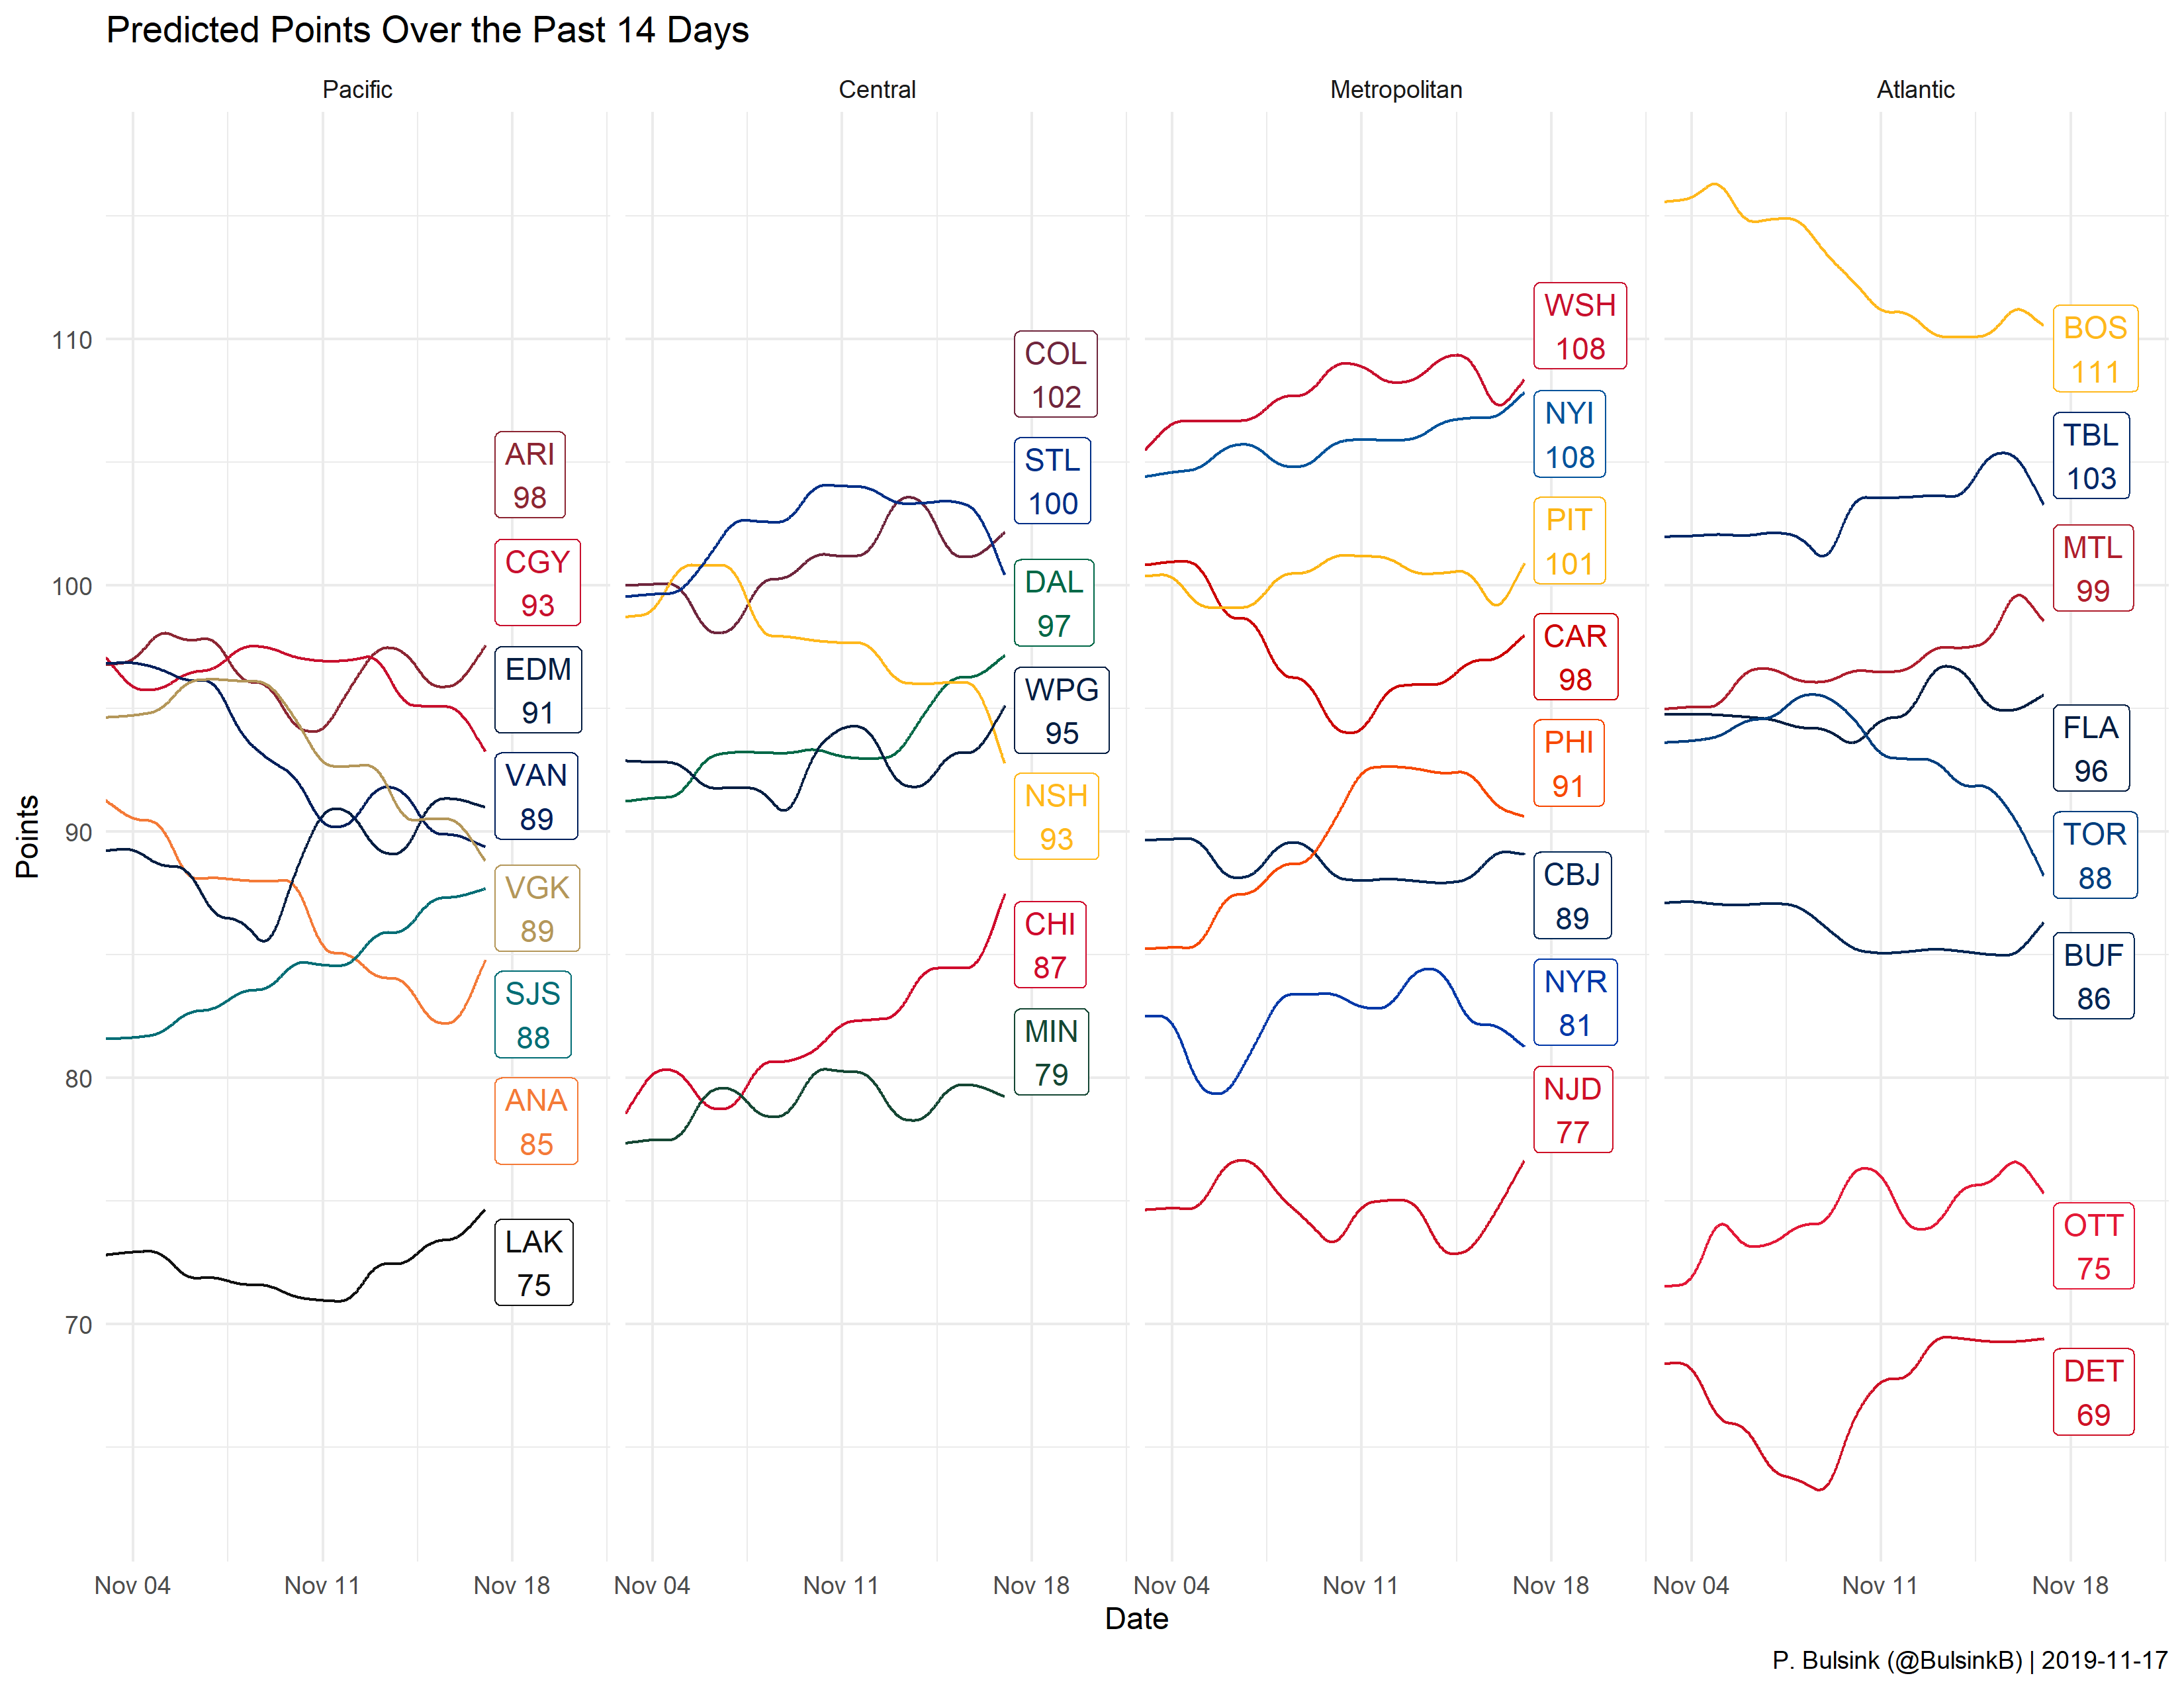 Predicted Points Over the Past 14 Days
Pacific
Central
Metropolitan
Atlantic
Points
110
100
90
80
70
ARI
98
CGY
93
EDM
91
VAN
89
VGK
89
SJS
88
ANA
85
LAK
75
COL
102
STL
100
DAL
97
WPG
95
NSH
93
CHI
87
MIN
79
WSH
108
NYI
108
PIT
101
CAR
98
PHI
91
CBJ
89
NYR
81
NJD
77
BOS
111
TBL
103
MTL
99
FLA
96
TOR
88
BUF
86
OTT
75
DET
69
Nov 04 Nov 11 Nov 18 Nov 04 Nov 11 Nov 18 Nov 04 Nov 11 Nov 18 Nov 04 Nov 11 Nov 18
Date
P. Bulsink (@BulsinkB) | 2019-11-17